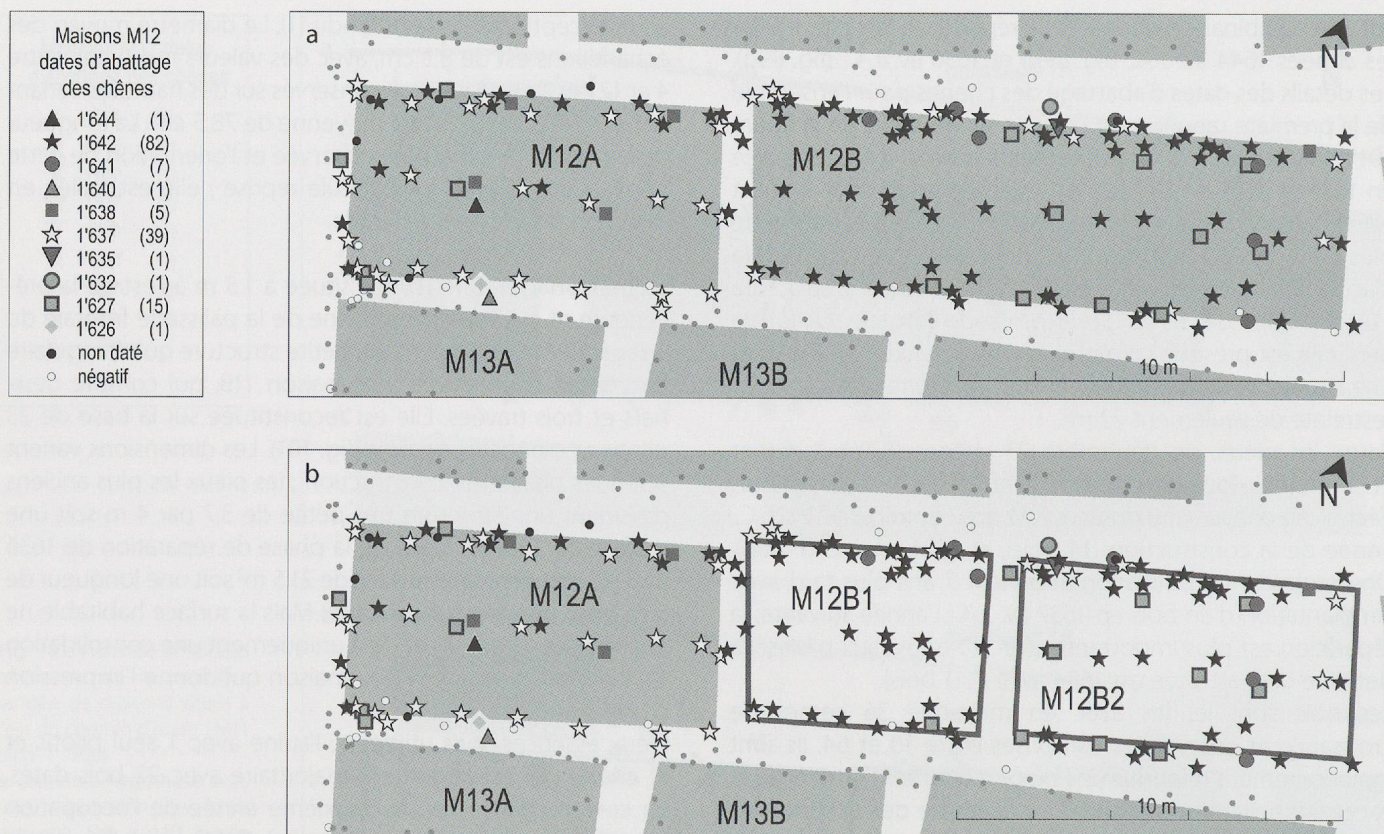 Maisons M12
dates d'abattage
des chênes
1'644 (1)
1'642 (82)
1'641 (7)
1'640 (1)
1'638 (5)
1'637 (39)
1'635 (1)
1'632 (1)
1'627 (15)
1'626 (1)
non daté
négatif
a
N
M12A
M12B
M13A
M13B
10 m
b
N
M12A
M12B1
M12B2
M13A
M13B
10 m